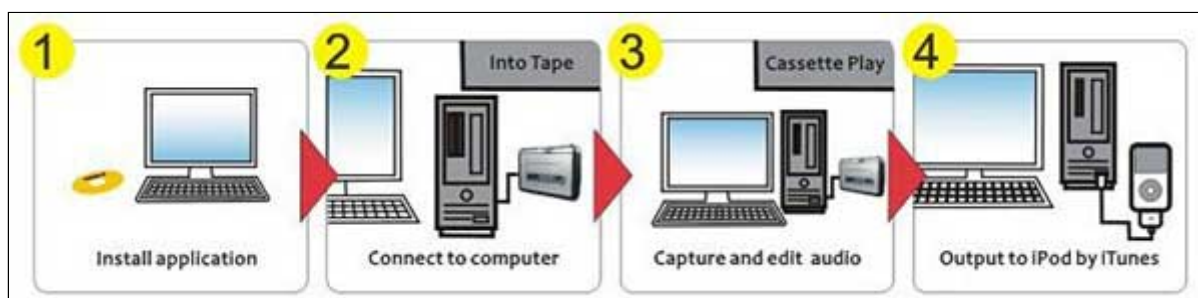 1
Install application
2
Into Tape
Connect to computer
3
Cassette Play
Capture and edit audio
4
Output to iPod by iTunes